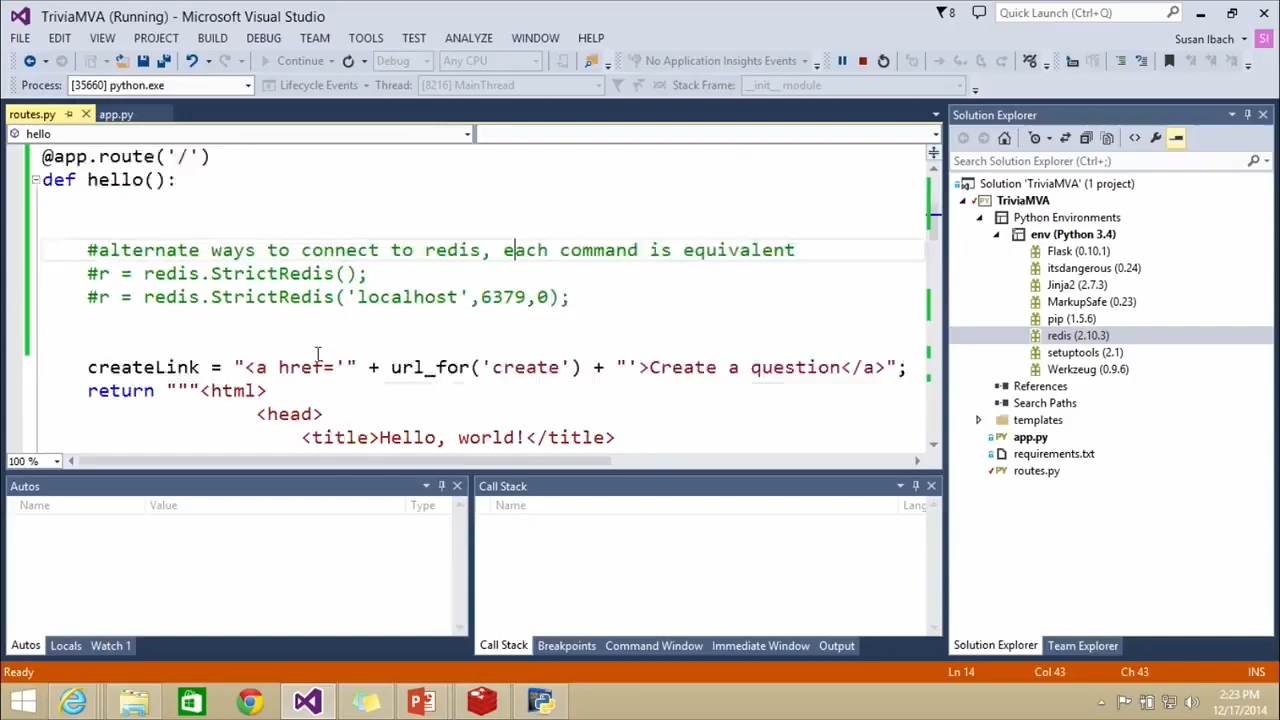 TriviaMVA (Running) - Microsoft Visual Studio
8
Quick Launch (Ctrl+Q)
FILE EDIT VIEW PROJECT BUILD DEBUG TEAM TOOLS TEST ANALYZE WINDOW HELP
Susan Ibach SI
Continue Debug Any CPU No Application Insights Events
Process: [35660] python.exe Lifecycle Events Thread: [8216] MainThread Stack Frame: __init__ module
routes.py app.py
hello
@app.route('/')
def hello():
#alternate ways to connect to redis, each command is equivalent
#r = redis.StrictRedis();
#r = redis.StrictRedis('localhost',6379,0);
createLink = "<a href='" + url_for('create') + "'>Create a question</a>";
return """<html>
<head>
<title>Hello, world!</title>
100 %
Solution Explorer
Search Solution Explorer (Ctrl+;)
Solution 'TriviaMVA' (1 project)
TriviaMVA
Python Environments
env (Python 3.4)
Flask (0.10.1)
itsdangerous (0.24)
Jinja2 (2.7.3)
MarkupSafe (0.23)
pip (1.5.6)
redis (2.10.3)
setuptools (2.1)
Werkzeug (0.9.6)
References
Search Paths
templates
app.py
requirements.txt
routes.py
Autos
Name Value Type
Call Stack
Name Lang
Autos Locals Watch 1
Call Stack Breakpoints Command Window Immediate Window Output
Solution Explorer Team Explorer
Ready Ln 14 Col 43 Ch 43 INS
2:23 PM
12/17/2014